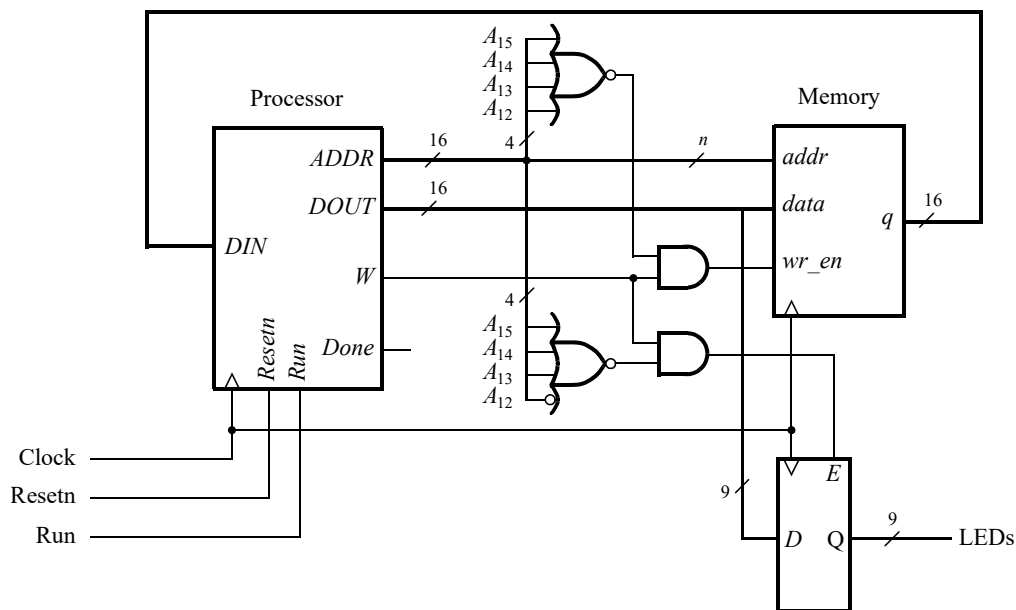 A15
A14
A13
A12
Processor
Memory
16
4
n
ADDR
addr
16
DOUT
data
16
q
DIN
wr_en
W
4
A15
A14
A13
A12
Done
Resetn
Run
Clock
E
Resetn
9
9
Run
D
Q
LEDs